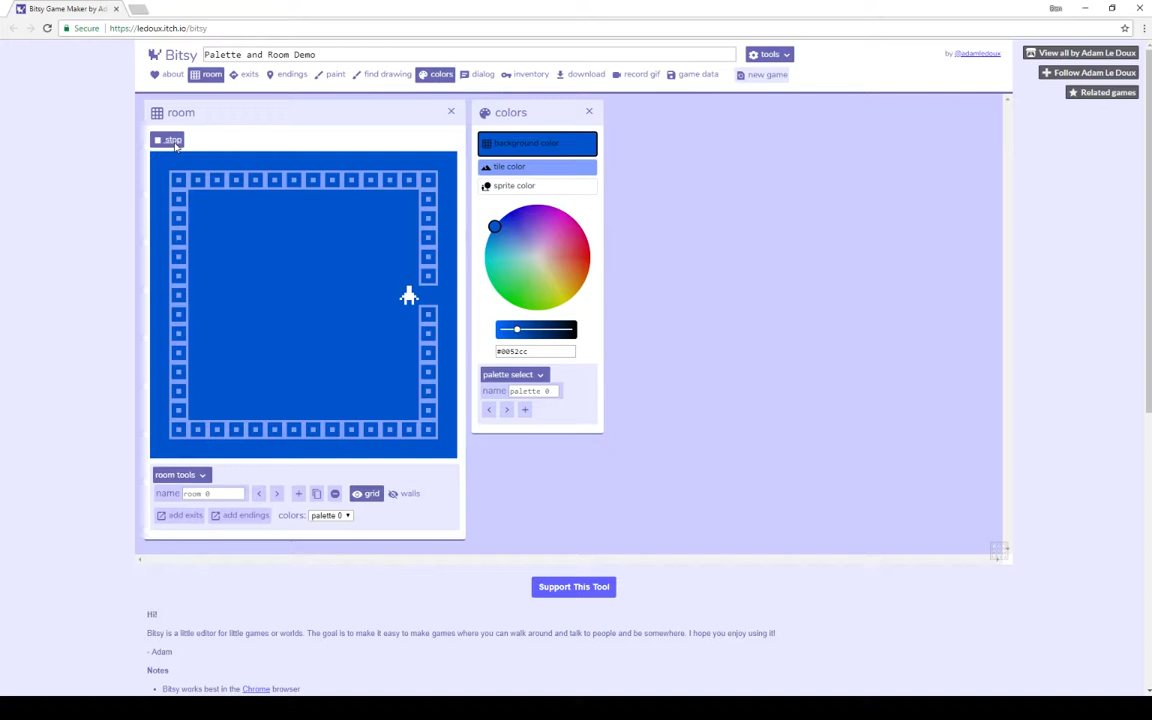 Bitsy Game Maker by Ad
Secure
https://ledoux.itch.io/bitsy
Bitsy
Palette and Room Demo
tools
by @adamledoux
View all by Adam Le Doux
Follow Adam Le Doux
Related games
about
room
exits
endings
paint
find drawing
colors
dialog
inventory
download
record gif
game data
new game
room
stop
room tools
name room 0
grid
walls
add exits
add endings
colors: palette 0
colors
background color
tile color
sprite color
#0052cc
palette select
name palette 0
Support This Tool
Hi!
Bitsy is a little editor for little games or worlds. The goal is to make it easy to make games where you can walk around and talk to people and be somewhere. I hope you enjoy using it!
- Adam
Notes
Bitsy works best in the Chrome browser